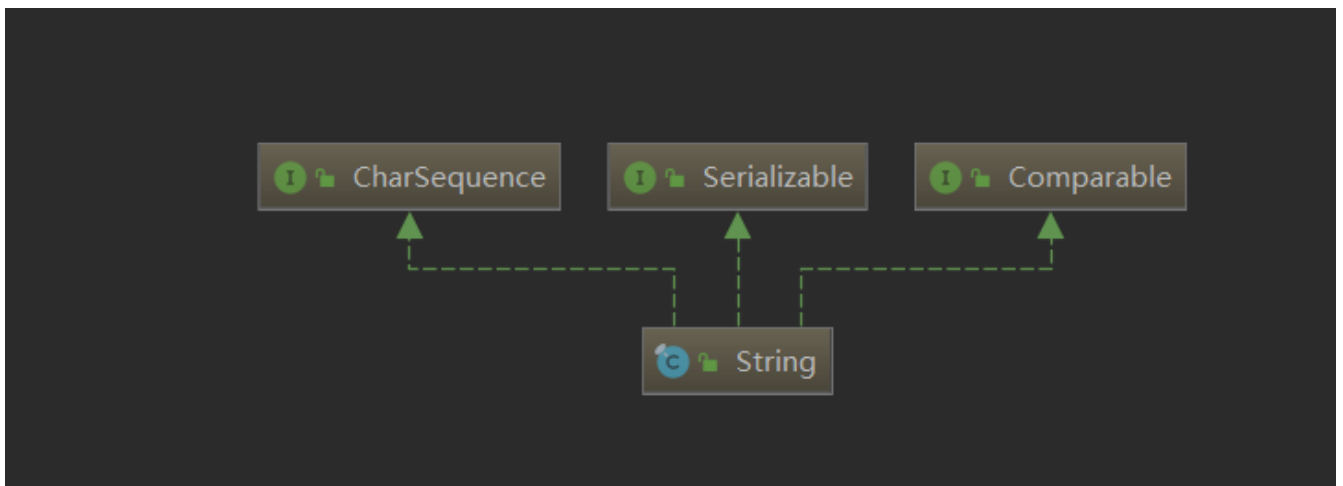 I CharSequence
I Serializable
I Comparable
C String